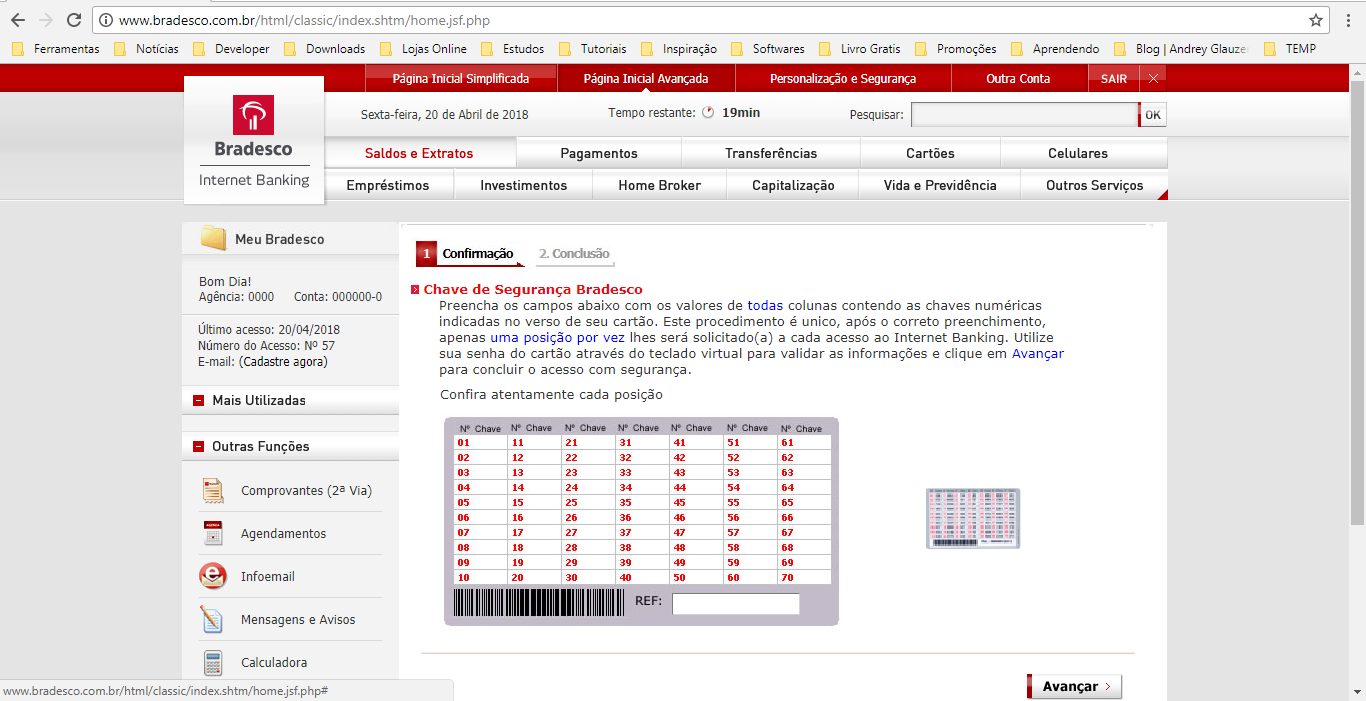 www.bradesco.com.br/html/classic/index.shtm/home.jsf.php
Ferramentas Notícias Developer Downloads Lojas Online Estudos Tutoriais Inspiração Softwares Livro Gratis Promoções Aprendendo Blog | Andrey Glauze TEMP
Página Inicial Simplificada Página Inicial Avançada Personalização e Segurança Outra Conta SAIR
Bradesco
Internet Banking
Sexta-feira, 20 de Abril de 2018 Tempo restante: 19min Pesquisar: OK
Saldos e Extratos Pagamentos Transferências Cartões Celulares
Empréstimos Investimentos Home Broker Capitalização Vida e Previdência Outros Serviços
Meu Bradesco
Bom Dia!
Agência: 0000 Conta: 000000-0
Último acesso: 20/04/2018
Número do Acesso: Nº 57
E-mail: (Cadastre agora)
Mais Utilizadas
Outras Funções
Comprovantes (2ª Via)
Agendamentos
Infoemail
Mensagens e Avisos
Calculadora
1 Confirmação 2. Conclusão
Chave de Segurança Bradesco
Preencha os campos abaixo com os valores de todas colunas contendo as chaves numéricas
indicadas no verso de seu cartão. Este procedimento é unico, após o correto preenchimento,
apenas uma posição por vez lhes será solicitado(a) a cada acesso ao Internet Banking. Utilize
sua senha do cartão através do teclado virtual para validar as informações e clique em Avançar
para concluir o acesso com segurança.
Confira atentamente cada posição
Nº Chave Nº Chave Nº Chave Nº Chave Nº Chave Nº Chave Nº Chave
01 11 21 31 41 51 61
02 12 22 32 42 52 62
03 13 23 33 43 53 63
04 14 24 34 44 54 64
05 15 25 35 45 55 65
06 16 26 36 46 56 66
07 17 27 37 47 57 67
08 18 28 38 48 58 68
09 19 29 39 49 59 69
10 20 30 40 50 60 70
REF:
Avançar
www.bradesco.com.br/html/classic/index.shtm/home.jsf.php#